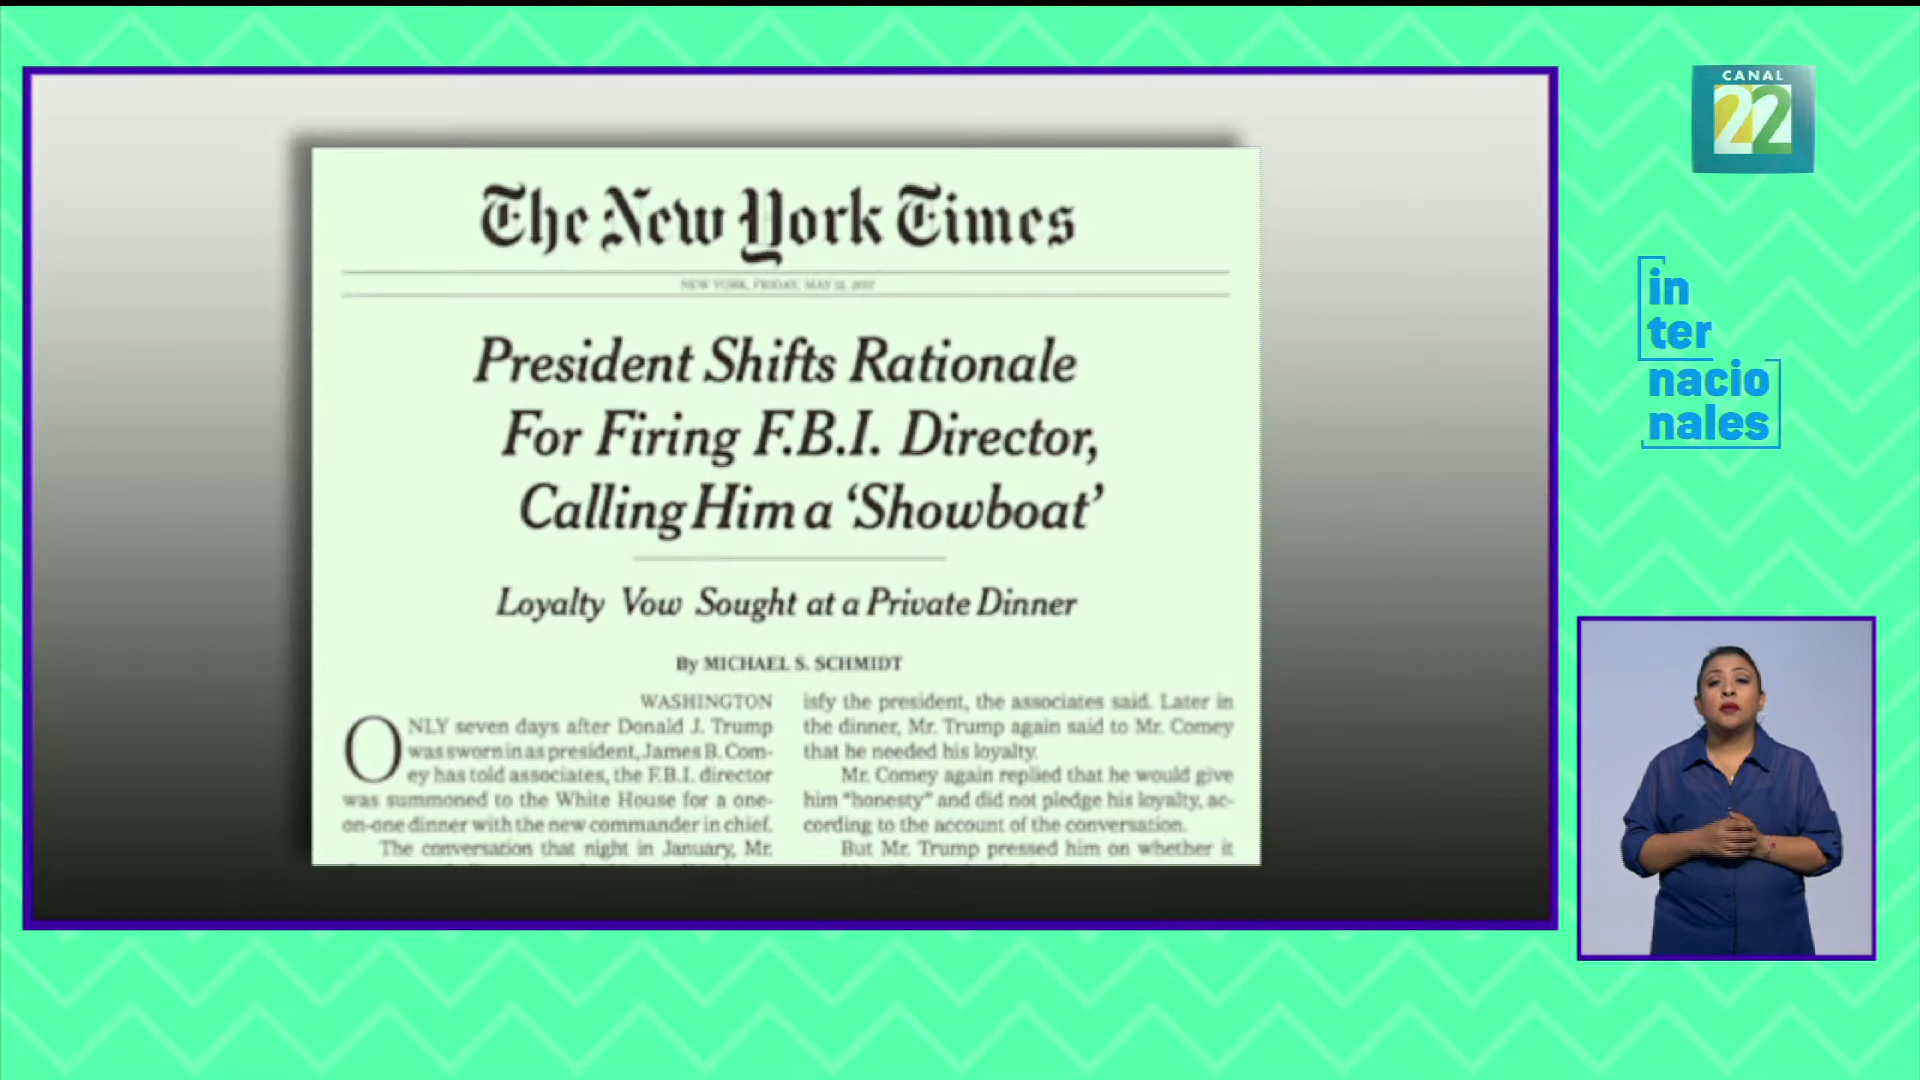 The New York Times
NEW YORK, FRIDAY, MAY 12, 2017
President Shifts Rationale
For Firing F.B.I. Director,
Calling Him a ‘Showboat’
Loyalty Vow Sought at a Private Dinner
By MICHAEL S. SCHMIDT
WASHINGTON
ONLY seven days after Donald J. Trump
was sworn in as president, James B. Com-
ey has told associates, the F.B.I. director
was summoned to the White House for a one-
on-one dinner with the new commander in chief.
The conversation that night in January, Mr.
isfy the president, the associates said. Later in
the dinner, Mr. Trump again said to Mr. Comey
that he needed his loyalty.
Mr. Comey again replied that he would give
him “honesty” and did not pledge his loyalty, ac-
cording to the account of the conversation.
But Mr. Trump pressed him on whether it
CANAL
22
in
ter
nacio
nales